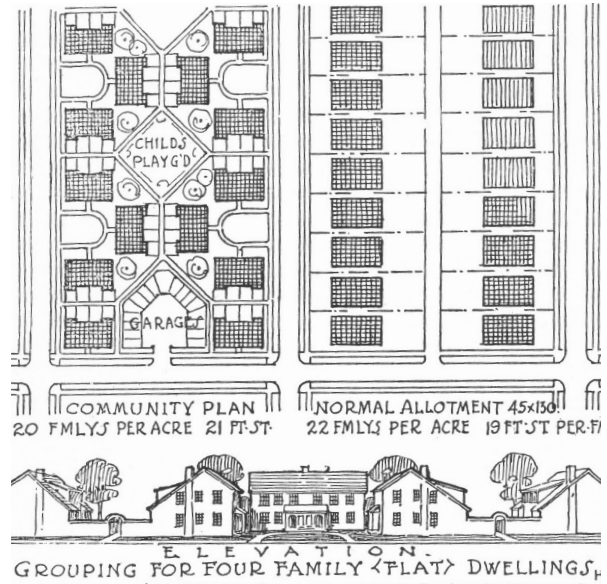 CHILDS
PLAYG'D'
GARAGES
COMMUNITY PLAN
20 FMLYS PER ACRE 21 FT·ST·
NORMAL ALLOTMENT 45x130
22 FMLYS PER ACRE 19 FT·ST PER·
ELEVATION.
GROUPING FOR FOUR FAMILY <FLAT> DWELLINGS